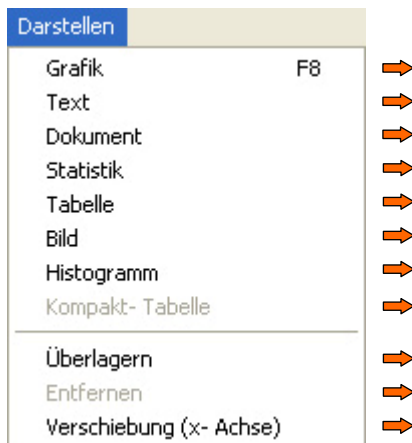 Darstellen
Grafik F8
Text
Dokument
Statistik
Tabelle
Bild
Histogramm
Kompakt- Tabelle
Überlagern
Entfernen
Verschiebung (x- Achse)